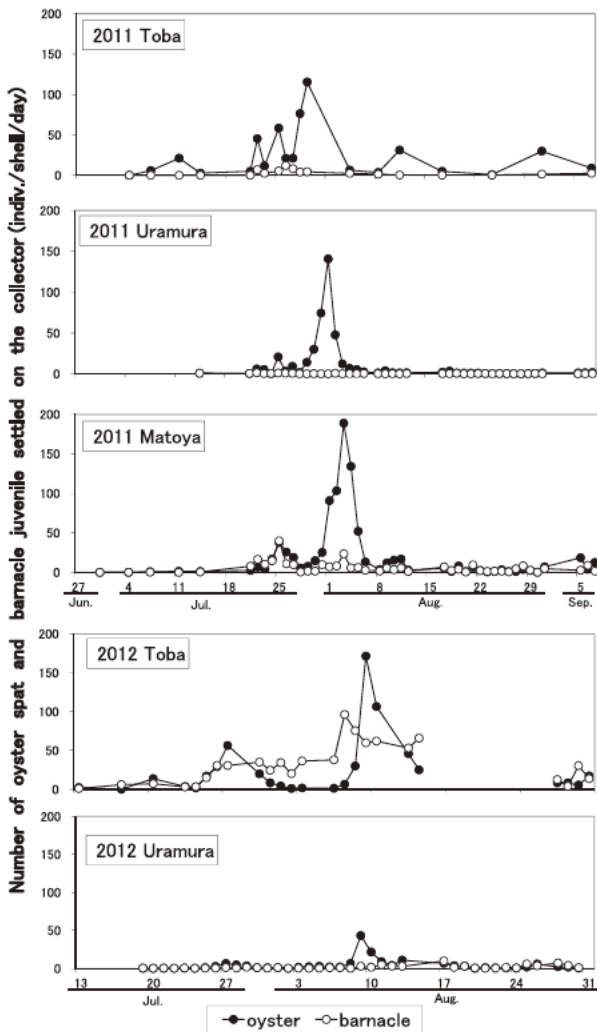 Number of oyster spat and barnacle juvenile settled on the collector (indiv./shell/day)
200
2011 Toba
150
100
50
0
200
2011 Uramura
150
100
50
0
200
2011 Matoya
150
100
50
0
27 4 11 18 25 1 8 15 22 29 5
Jun. Jul. Aug. Sep.
200
2012 Toba
150
100
50
0
200
2012 Uramura
150
100
50
0
13 20 27 3 10 17 24 31
Jul. Aug.
oyster barnacle